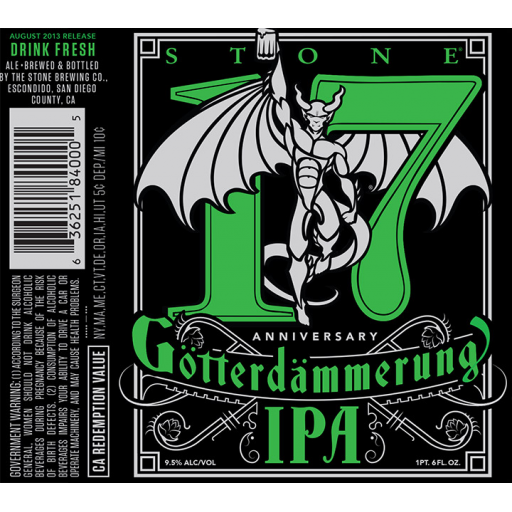 AUGUST 2013 RELEASE
DRINK FRESH
ALE • BREWED & BOTTLED
BY THE STONE BREWING CO.,
ESCONDIDO, SAN DIEGO
COUNTY, CA
6 36251 84000 5
NY,MA,ME,CT,VT,DE,OR,IA,HI,UT 5¢ DEP/MI 10¢
CA REDEMPTION VALUE
GOVERNMENT WARNING: (1) ACCORDING TO THE SURGEON
GENERAL, WOMEN SHOULD NOT DRINK ALCOHOLIC
BEVERAGES DURING PREGNANCY BECAUSE OF THE RISK
OF BIRTH DEFECTS. (2) CONSUMPTION OF ALCOHOLIC
BEVERAGES IMPAIRS YOUR ABILITY TO DRIVE A CAR OR
OPERATE MACHINERY, AND MAY CAUSE HEALTH PROBLEMS.
STONE®
17
ANNIVERSARY
Götterdämmerung
IPA
9.5% ALC/VOL
1PT. 6FL. OZ.